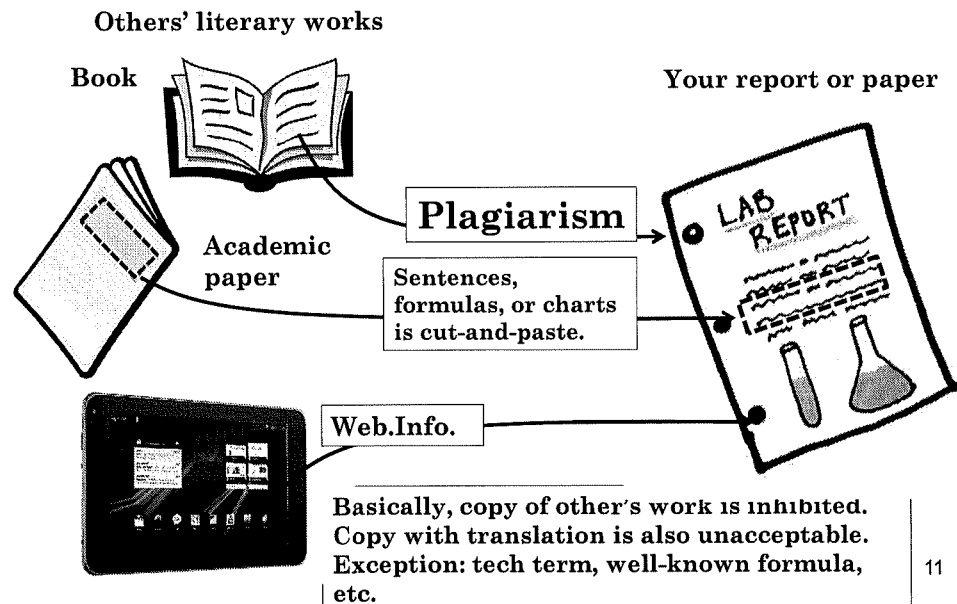 Others' literary works
Book
Your report or paper
Plagiarism
LAB
REPORT
Academic
paper
Sentences,
formulas, or charts
is cut-and-paste.
Web.Info.
Basically, copy of other's work is inhibited.
Copy with translation is also unacceptable.
Exception: tech term, well-known formula,
etc.
11